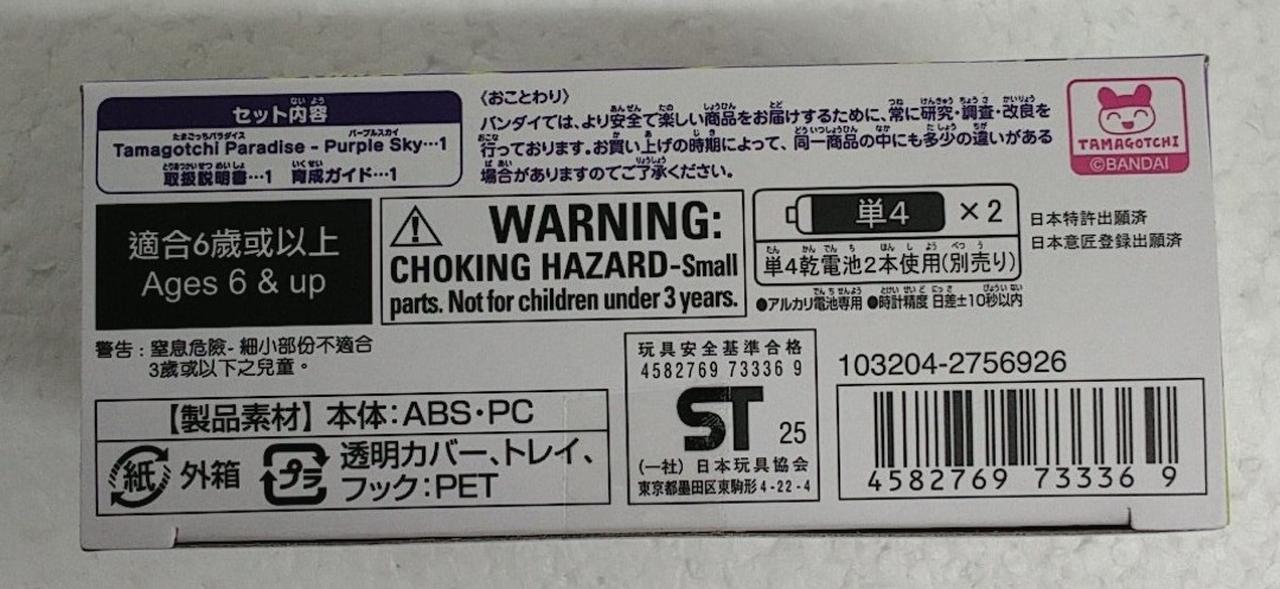 セット内容
Tamagotchi Paradise - Purple Sky…1
取扱説明書…1 育成ガイド…1
〈おことわり〉
バンダイでは、より安全で楽しい商品をお届けするために、常に研究・調査・改良を
行っております。お買い上げの時期によって、同一商品の中にも多少の違いがある
場合がありますのでご了承ください。
TAMAGOTCHI
©BANDAI
適合6歲或以上
Ages 6 & up
WARNING:
CHOKING HAZARD-Small
parts. Not for children under 3 years.
単4 ×2
単4乾電池2本使用(別売り)
●アルカリ電池専用 ●時計精度 日差±10秒以内
日本特許出願済
日本意匠登録出願済
警告：窒息危險-細小部份不適合
3歲或以下之兒童。
【製品素材】本体：ABS・PC
紙 外箱 プラ 透明カバー、トレイ、
フック：PET
玩具安全基準合格
4582769 73336 9
ST 25
(一社) 日本玩具協会
東京都墨田区東駒形4-22-4
103204-2756926
4582769 73336 9